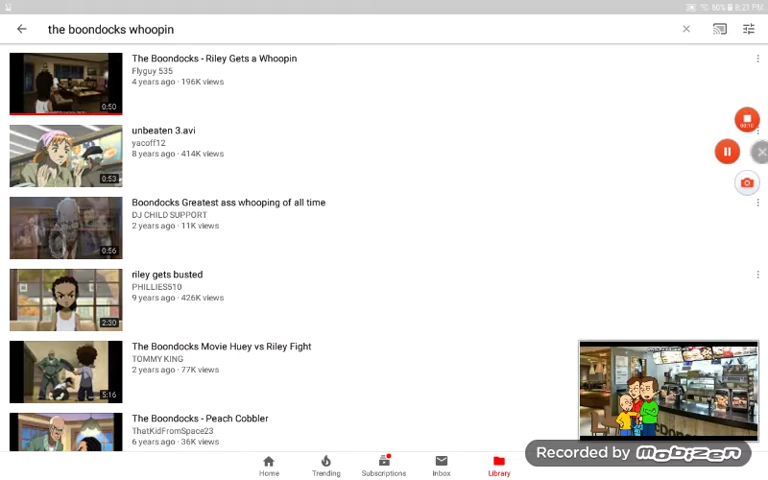 60% 8:21 PM
the boondocks whoopin
The Boondocks - Riley Gets a Whoopin
Flyguy 535
4 years ago · 196K views
0:50
unbeaten 3.avi
yacoff12
8 years ago · 414K views
0:53
Boondocks Greatest ass whooping of all time
DJ CHILD SUPPORT
2 years ago · 11K views
0:56
riley gets busted
PHILLIES510
9 years ago · 426K views
2:20
The Boondocks Movie Huey vs Riley Fight
TOMMY KING
2 years ago · 77K views
5:16
The Boondocks - Peach Cobbler
ThatKidFromSpace23
6 years ago · 36K views
Home
Trending
Subscriptions
Inbox
Library
Recorded by mobizen